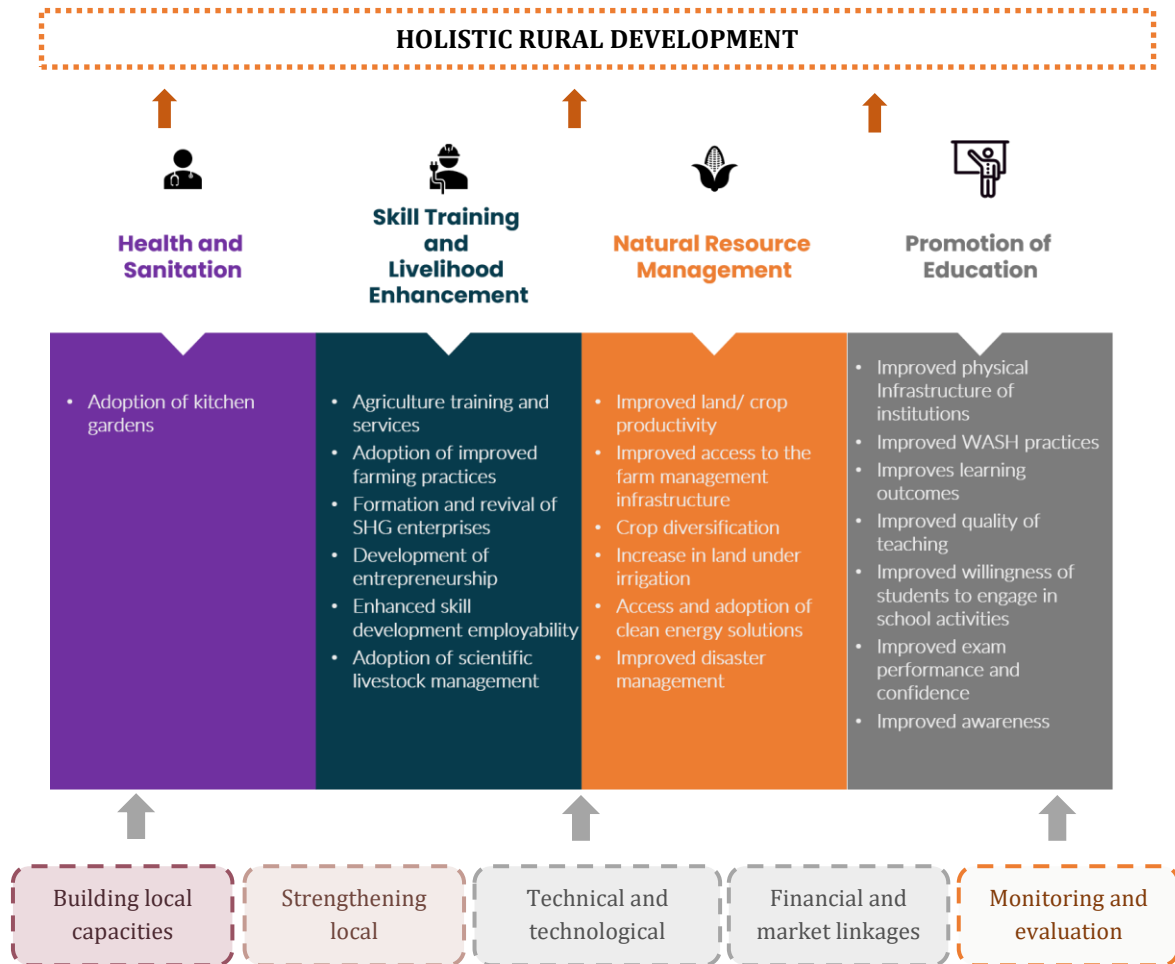 HOLISTIC RURAL DEVELOPMENT
Health and
Sanitation
Skill Training
and
Livelihood
Enhancement
Natural Resource
Management
Promotion of
Education
• Adoption of kitchen
gardens
• Agriculture training and
services
• Adoption of improved
farming practices
• Formation and revival of
SHG enterprises
• Development of
entrepreneurship
• Enhanced skill
development employability
• Adoption of scientific
livestock management
• Improved land/ crop
productivity
• Improved access to the
farm management
infrastructure
• Crop diversification
• Increase in land under
irrigation
• Access and adoption of
clean energy solutions
• Improved disaster
management
• Improved physical
Infrastructure of
institutions
• Improved WASH practices
• Improves learning
outcomes
• Improved quality of
teaching
• Improved willingness of
students to engage in
school activities
• Improved exam
performance and
confidence
• Improved awareness
Building local
capacities
Strengthening
local
Technical and
technological
Financial and
market linkages
Monitoring and
evaluation